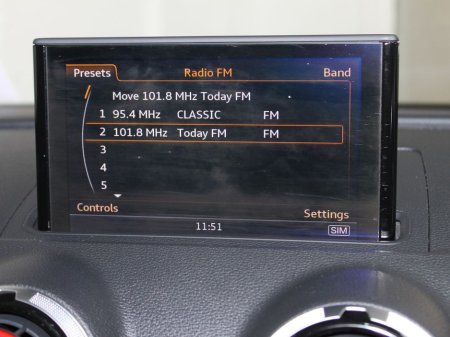 Presets Radio FM Band
Move 101.8 MHz Today FM
1 95.4 MHz CLASSIC FM
2 101.8 MHz Today FM FM
3
4
5
Controls Settings
11:51 SIM